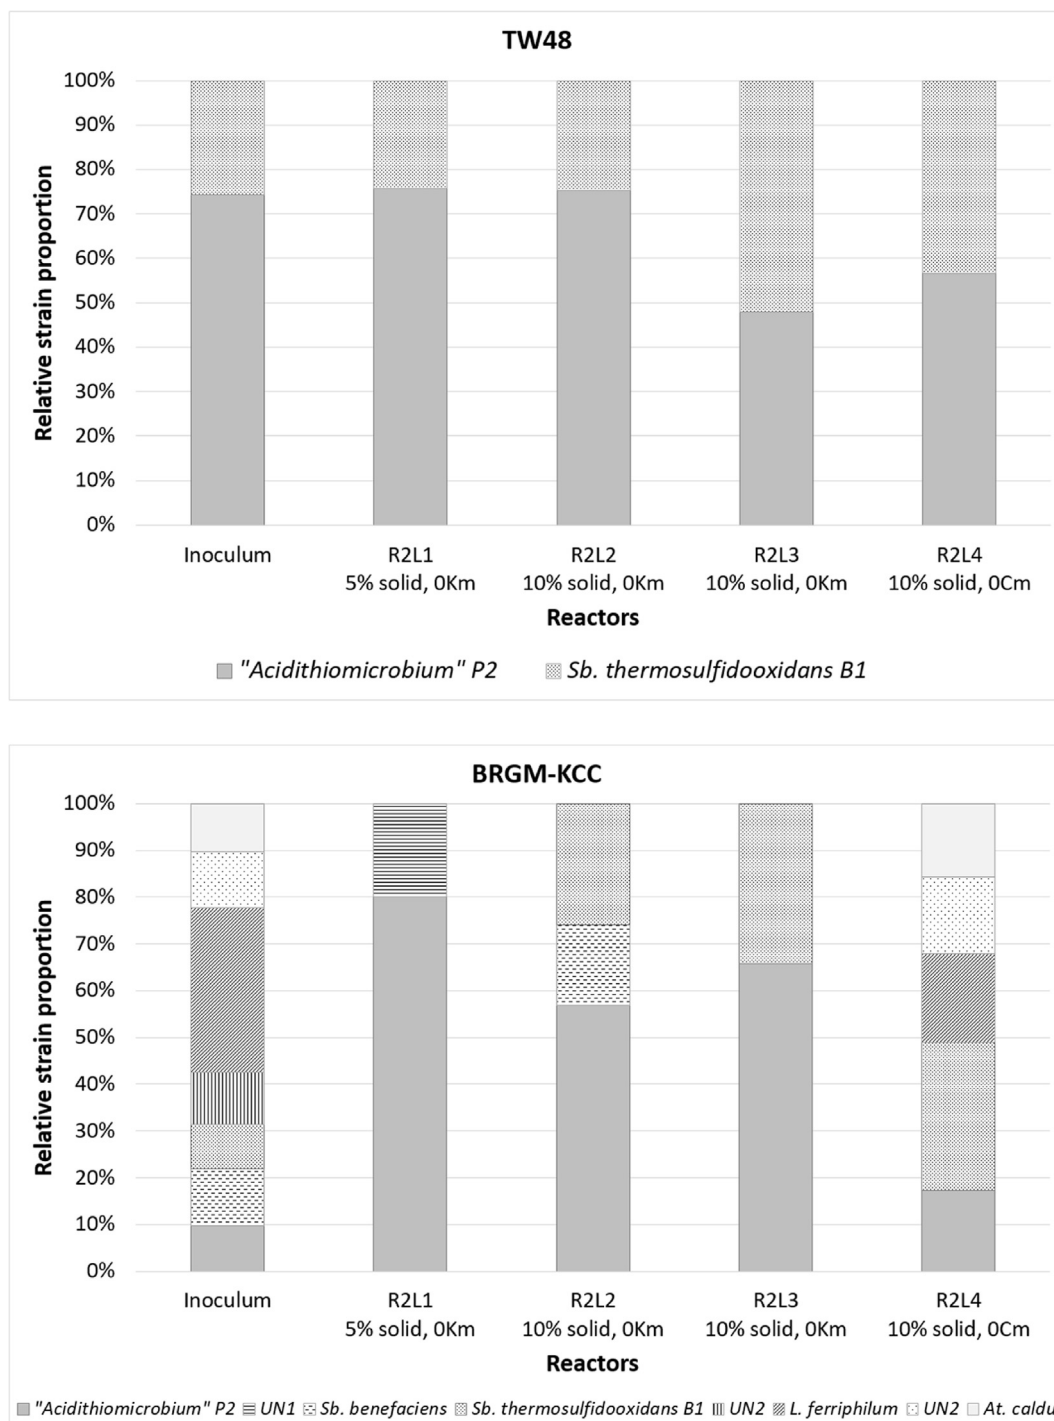 TW48
100%
90%
80%
70%
60%
50%
40%
30%
20%
10%
0%
Relative strain proportion
Inoculum R2L1 R2L2 R2L3 R2L4
5% solid, 0Km 10% solid, 0Km 10% solid, 0Km 10% solid, 0Cm
Reactors
"Acidithiomicrobium" P2 Sb. thermosulfidooxidans B1
BRGM-KCC
100%
90%
80%
70%
60%
50%
40%
30%
20%
10%
0%
Relative strain proportion
Inoculum R2L1 R2L2 R2L3 R2L4
5% solid, 0Km 10% solid, 0Km 10% solid, 0Km 10% solid, 0Cm
Reactors
"Acidithiomicrobium" P2 UN1 Sb. benefaciens Sb. thermosulfidooxidans B1 UN2 L. ferriphilum UN2 At. caldu